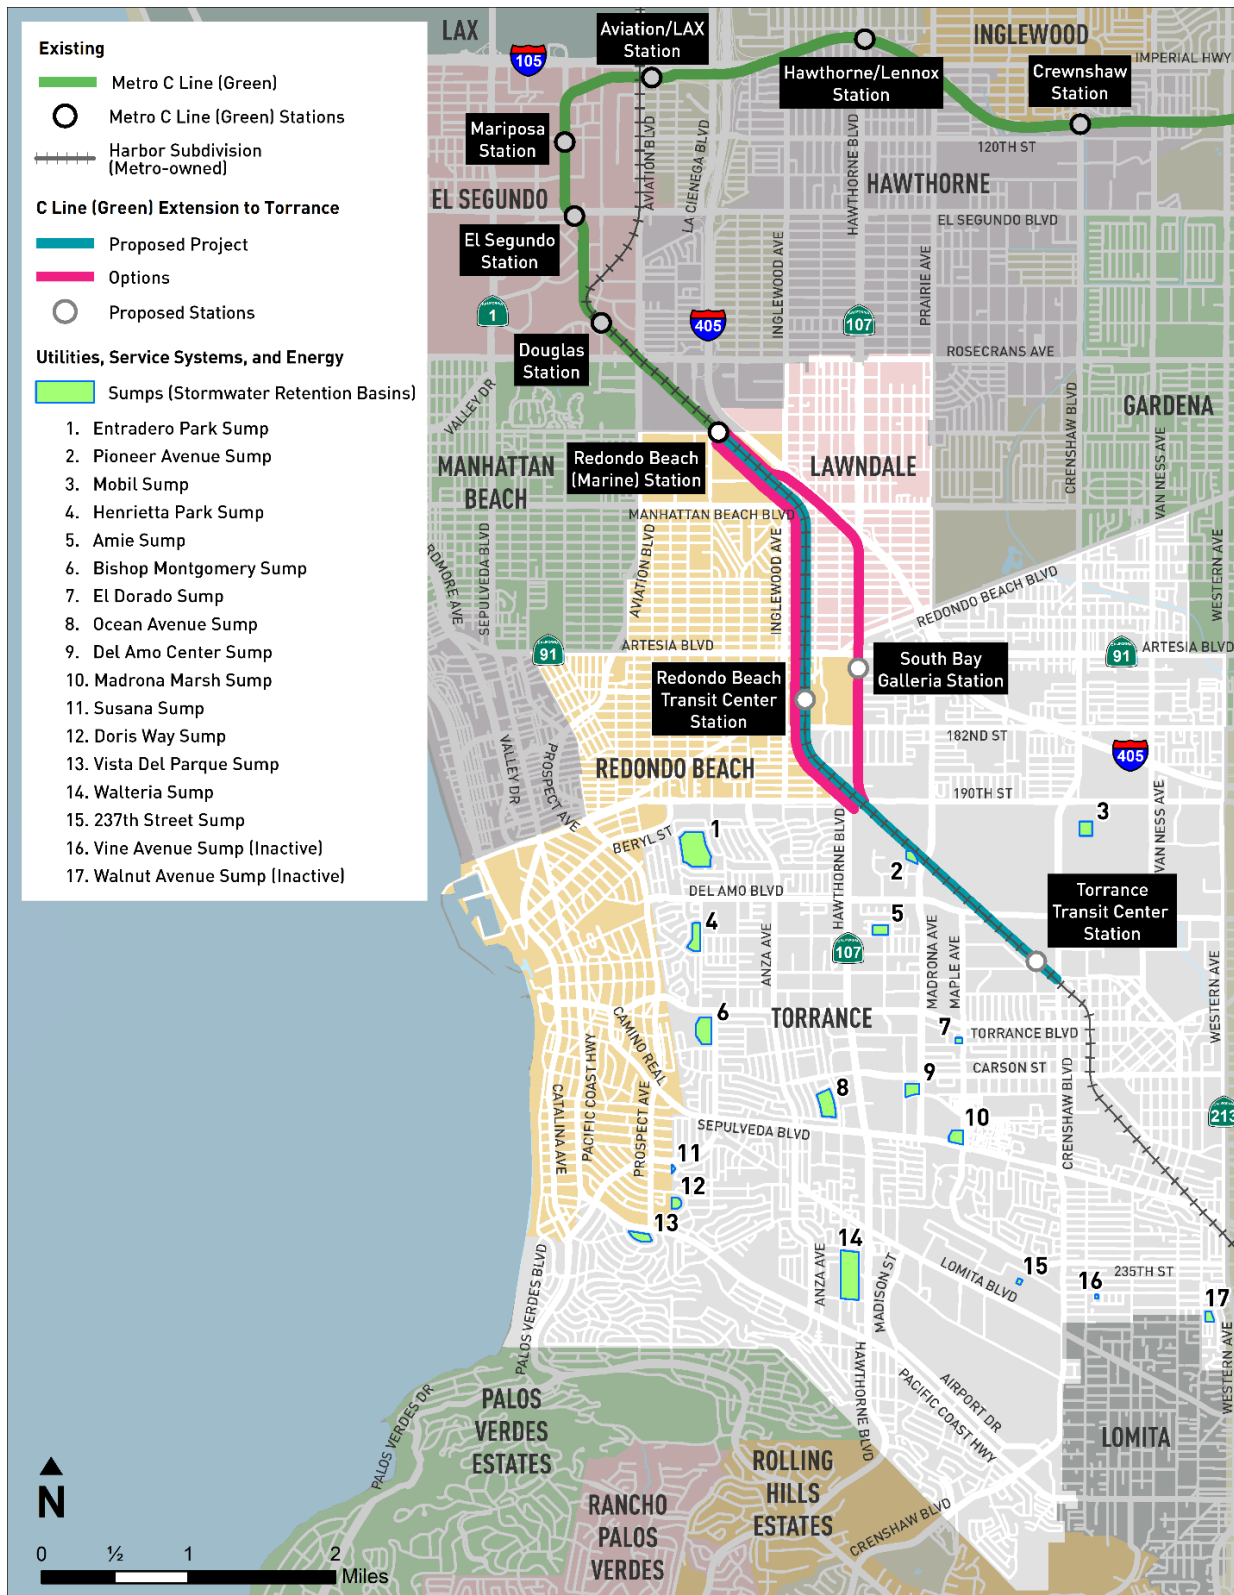 Existing
Metro C Line (Green)
Metro C Line (Green) Stations
Harbor Subdivision
(Metro-owned)
C Line (Green) Extension to Torrance
Proposed Project
Options
Proposed Stations
Utilities, Service Systems, and Energy
Sumps (Stormwater Retention Basins)
1. Entradero Park Sump
2. Pioneer Avenue Sump
3. Mobil Sump
4. Henrietta Park Sump
5. Amie Sump
6. Bishop Montgomery Sump
7. El Dorado Sump
8. Ocean Avenue Sump
9. Del Amo Center Sump
10. Madrona Marsh Sump
11. Susana Sump
12. Doris Way Sump
13. Vista Del Parque Sump
14. Walteria Sump
15. 237th Street Sump
16. Vine Avenue Sump (Inactive)
17. Walnut Avenue Sump (Inactive)
N
0 ½ 1 2
Miles
LAX
105
Aviation/LAX
Station
INGLEWOOD
IMPERIAL HWY
Hawthorne/Lennox
Station
Crewnshaw
Station
Mariposa
Station
AVIATION BLVD
LA CIENEGA BLVD
HAWTHORNE BLVD
120TH ST
HAWTHORNE
EL SEGUNDO
EL SEGUNDO BLVD
El Segundo
Station
INGLEWOOD AVE
PRAIRIE AVE
1
405
107
Douglas
Station
ROSECRANS AVE
VALLEY DR
CRENSHAW BLVD
GARDENA
VAN NESS AVE
MANHATTAN
BEACH
Redondo Beach
(Marine) Station
LAWNDALE
MANHATTAN BEACH BLVD
RDMORE AVE
SEPULVEDA BLVD
AVIATION BLVD
INGLEWOOD AVE
REDONDO BEACH BLVD
WESTERN AVE
91
ARTESIA BLVD
91
ARTESIA BLVD
Redondo Beach
Transit Center
Station
South Bay
Galleria Station
182ND ST
405
VALLEY DR
PROSPECT AVE
REDONDO BEACH
190TH ST
BERYL ST
1
HAWTHORNE BLVD
2
3
VAN NESS AVE
DEL AMO BLVD
Torrance
Transit Center
Station
4
ANZA AVE
5
107
MADRONA AVE
MAPLE AVE
WESTERN AVE
6
TORRANCE
7
TORRANCE BLVD
CAMINO REAL
PACIFIC COAST HWY
CATALINA AVE
PROSPECT AVE
CARSON ST
8
9
CRENSHAW BLVD
213
SEPULVEDA BLVD
10
11
12
13
14
ANZA AVE
MADISON ST
LOMITA BLVD
15
16
235TH ST
17
WESTERN AVE
PALOS VERDES BLVD
PALOS VERDES DR
PALOS
VERDES
ESTATES
HAWTHORNE BLVD
AIRPORT DR
PACIFIC COAST HWY
LOMITA
ROLLING
HILLS
ESTATES
RANCHO
PALOS
VERDES
CRENSHAW BLVD